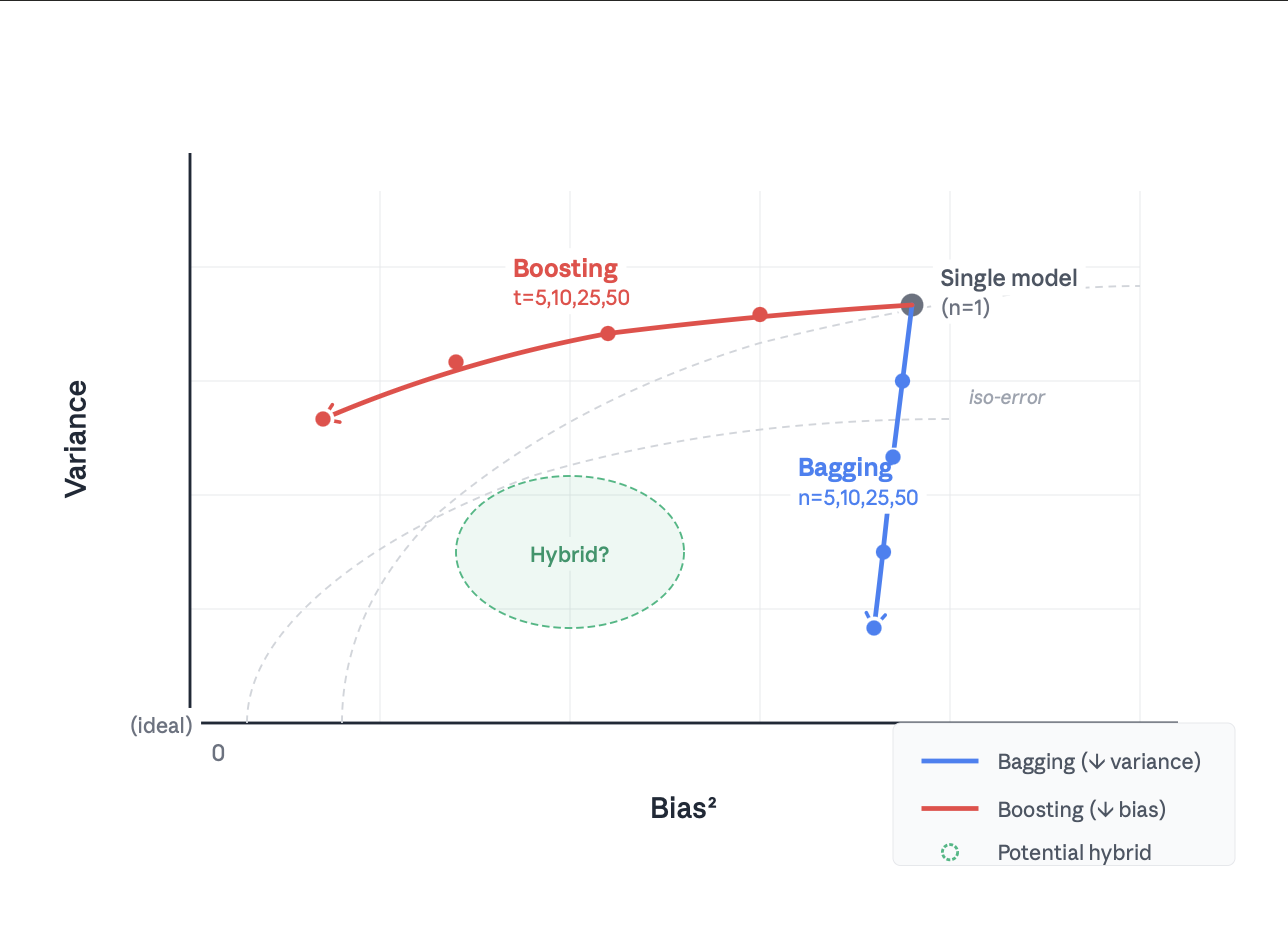 Boosting
t=5,10,25,50
Single model
(n=1)
iso-error
Variance
Bagging
n=5,10,25,50
Hybrid?
(ideal)
0
Bias²
Bagging (↓ variance)
Boosting (↓ bias)
Potential hybrid